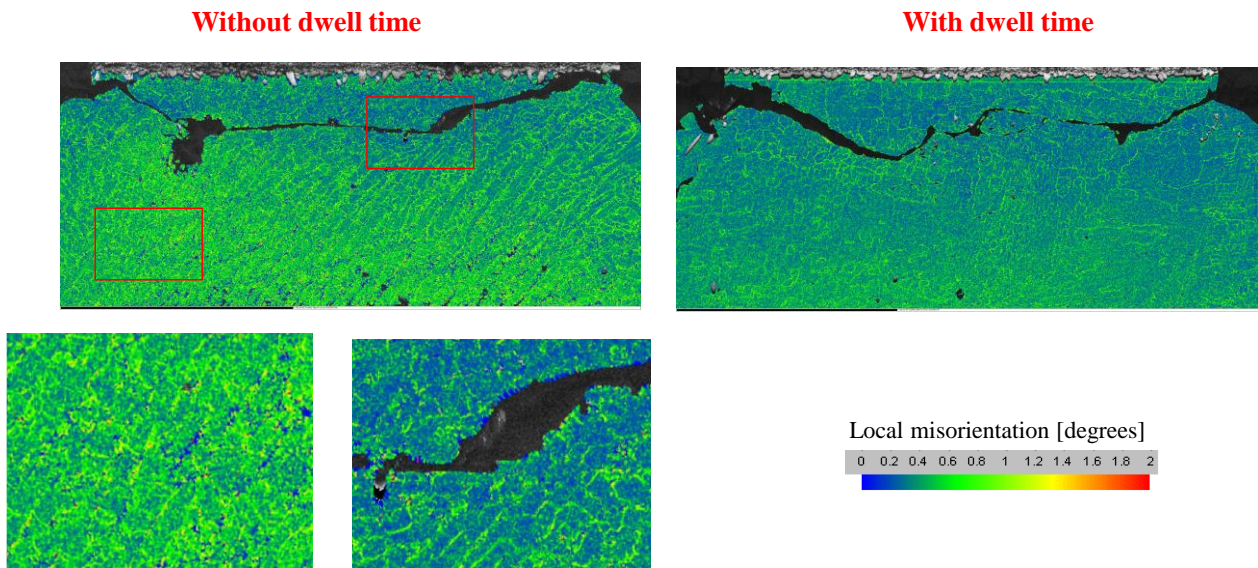 Without dwell time
With dwell time
Local misorientation [degrees]
0 0.2 0.4 0.6 0.8 1 1.2 1.4 1.6 1.8 2